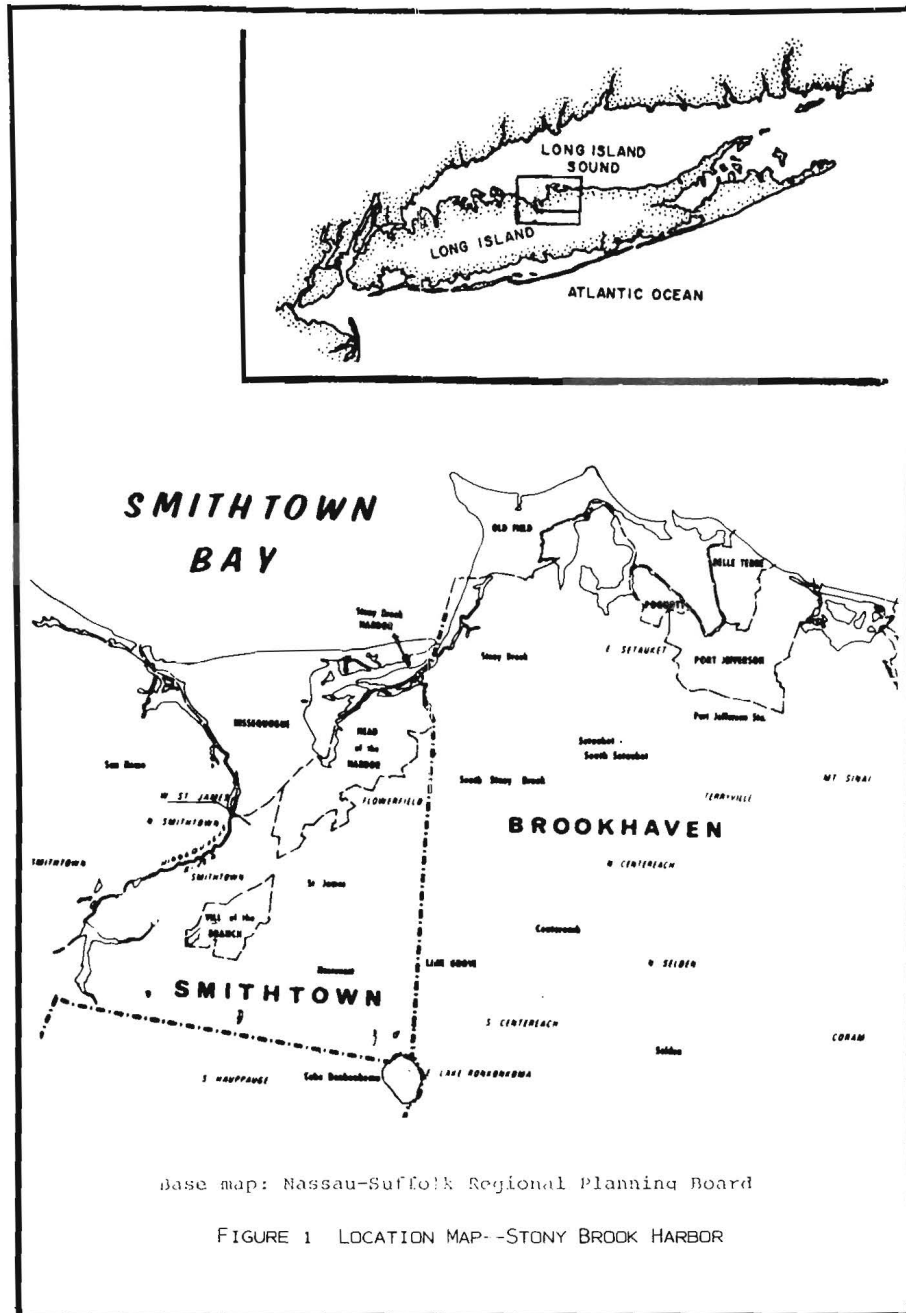 LONG ISLAND
SOUND
LONG ISLAND
ATLANTIC OCEAN
SMITHTOWN
BAY
OLD FIELD
BELLE TERRE
Stony Brook
HARBOR
POQUOTT
E SETAUKET
Stony Brook
PORT JEFFERSON
NISSEQUOGUE
Port Jefferson Sta.
HEAD
of the
HARBOR
Setauket
South Setauket
South Stony Brook
MT SINAI
W ST JAMES
FLOWERFIELD
TERRYVILLE
N SMITHTOWN
BROOKHAVEN
SMITHTOWN
N CENTEREACH
SMITHTOWN
St James
VILL of the
BRANCH
Centereach
LAKE GROVE
N SELDEN
SMITHTOWN
S CENTEREACH
Selden
CORAM
S HAUPPAUGE
Lake Ronkonkoma
LAKE RONKONKOMA
Base map: Nassau-Suffolk Regional Planning Board
FIGURE 1 LOCATION MAP--STONY BROOK HARBOR